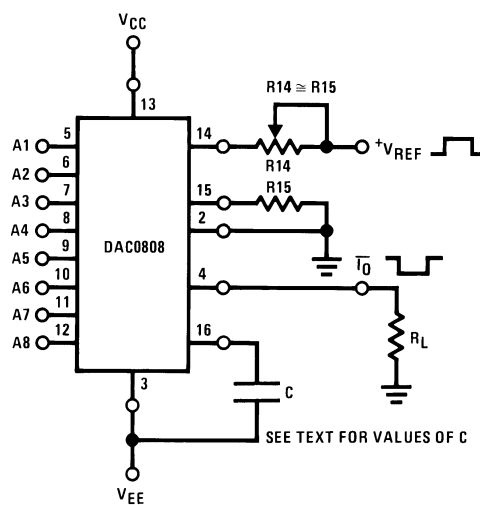 VCC
13
R14 ≅ R15
A1 5 14 +VREF
A2 6 R14
A3 7 15 R15
A4 8 2
DAC0808
A5 9
A6 10 4 I0
A7 11
A8 12 16 RL
3 C
SEE TEXT FOR VALUES OF C
VEE